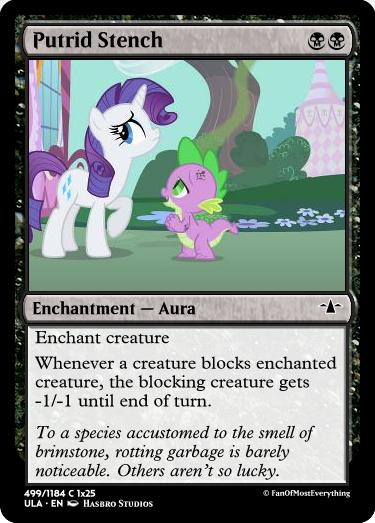 Putrid Stench
Enchantment — Aura
Enchant creature
Whenever a creature blocks enchanted
creature, the blocking creature gets
-1/-1 until end of turn.
To a species accustomed to the smell of
brimstone, rotting garbage is barely
noticeable. Others aren't so lucky.
499/1184 C 1x25
ULA • EN Hasbro Studios
© FanOfMostEverything